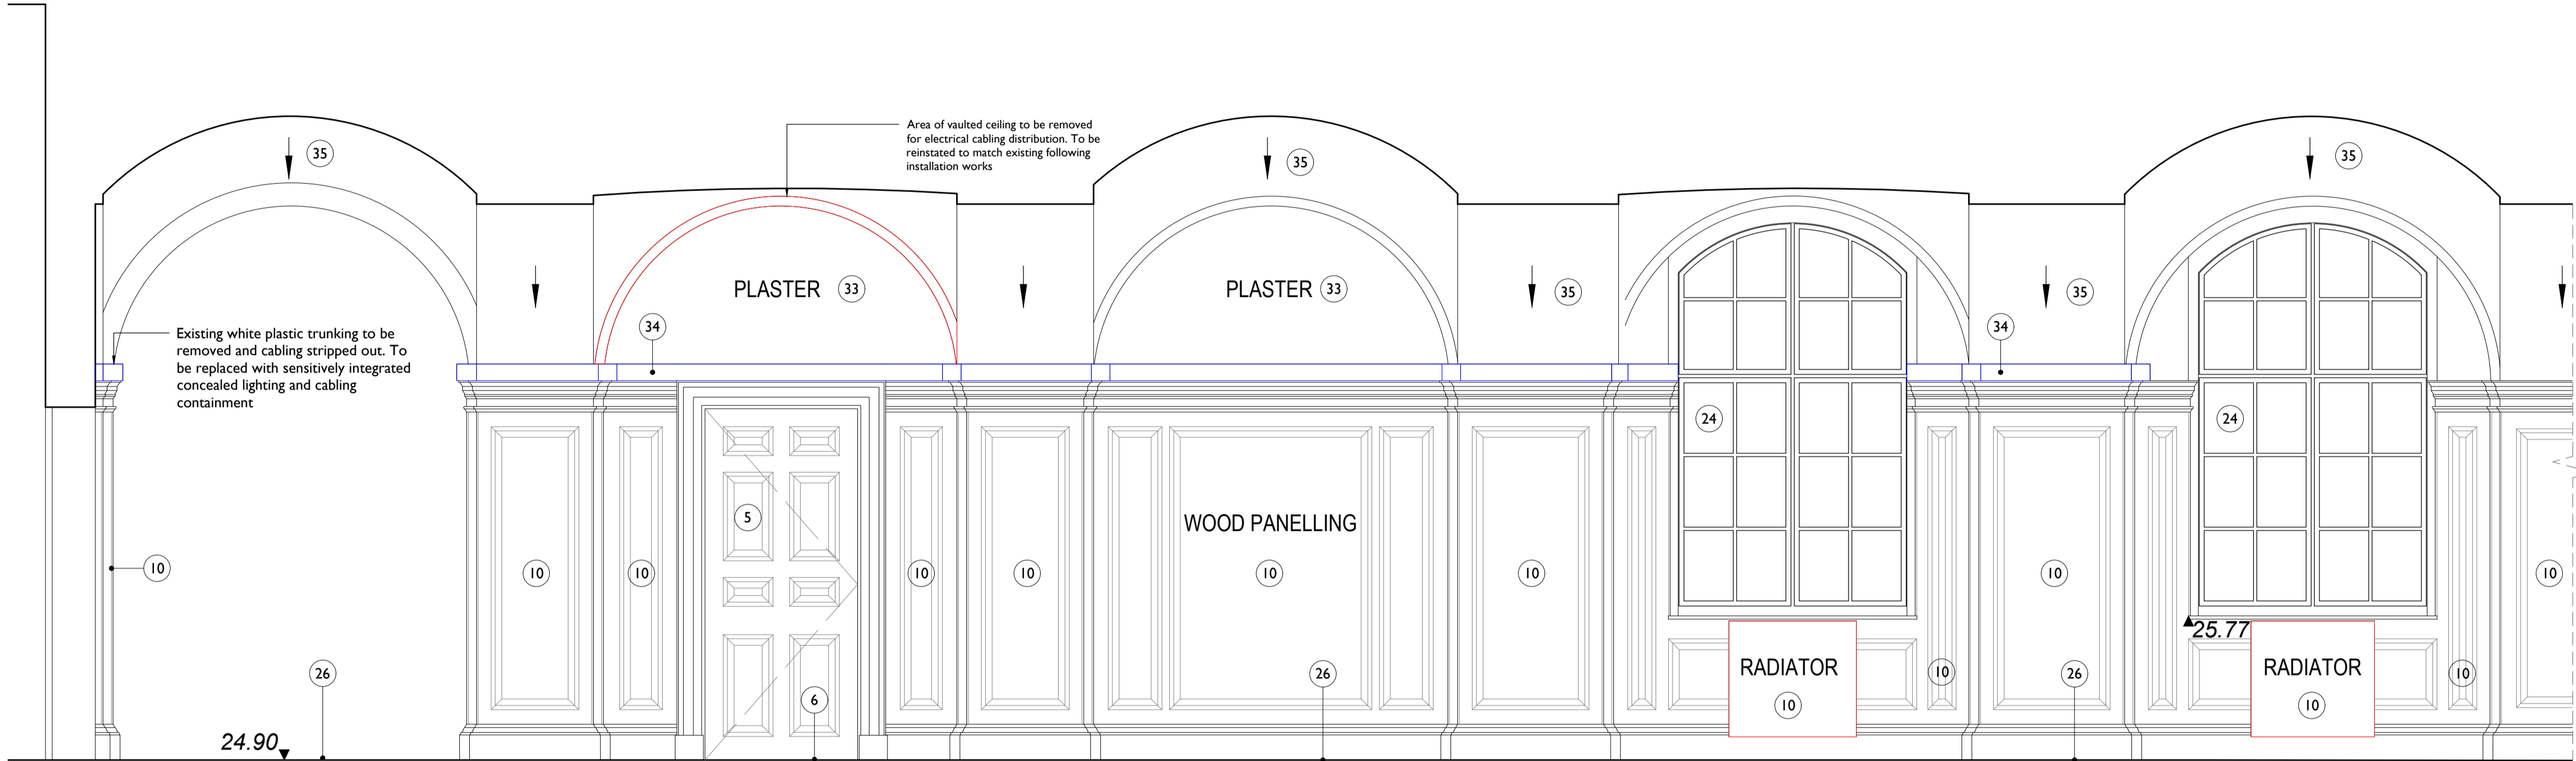 Area of vaulted ceiling to be removed
for electrical cabling distribution. To be
reinstated to match existing following
installation works
35
35
35
PLASTER 33
PLASTER 33
35
35
Existing white plastic trunking to be
removed and cabling stripped out. To
be replaced with sensitively integrated
concealed lighting and cabling
containment
34
34
24
24
5
WOOD PANELLING
10
10
10
10
10
10
10
10
10
25.77
RADIATOR
10
10
RADIATOR
10
10
26
26
26
6
24.90